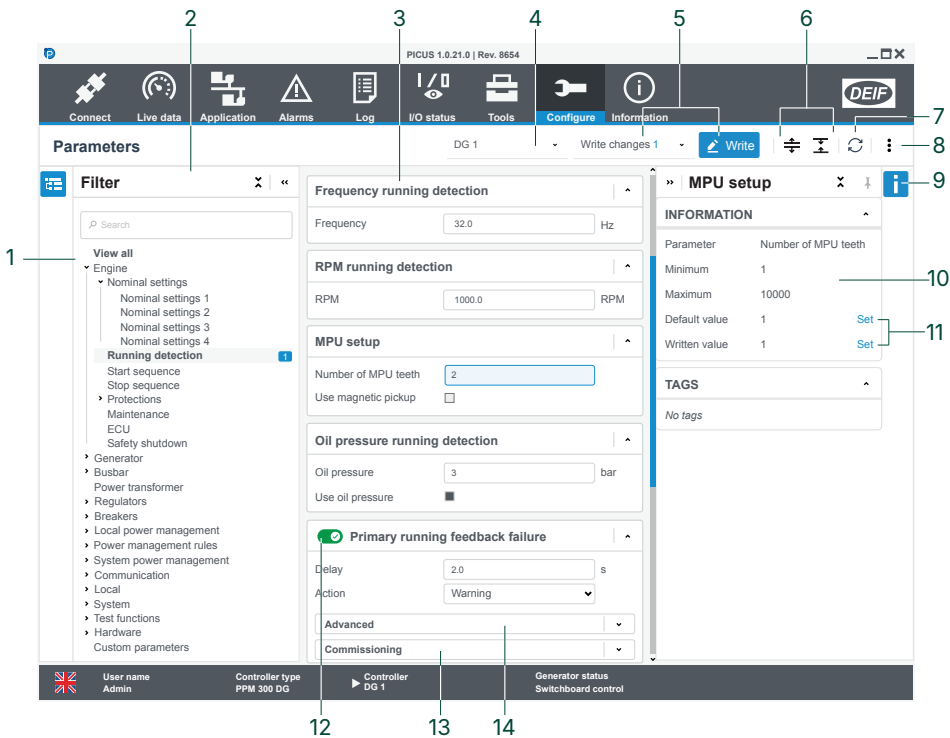 2 3 4 5 6
PICUS 1.0.21.0 | Rev. 8654
Connect Live data Application Alarms Log I/O status Tools Configure Information
DEIF
7
Parameters DG 1 Write changes 1 Write
8
Filter
9
Search
1
View all
Engine
Nominal settings
Nominal settings 1
Nominal settings 2
Nominal settings 3
Nominal settings 4
Running detection 1
Start sequence
Stop sequence
Protections
Maintenance
ECU
Safety shutdown
Generator
Busbar
Power transformer
Regulators
Breakers
Local power management
Power management rules
System power management
Communication
Local
System
Test functions
Hardware
Custom parameters
Frequency running detection
Frequency 32.0 Hz
RPM running detection
RPM 1000.0 RPM
MPU setup
Number of MPU teeth 2
Use magnetic pickup
Oil pressure running detection
Oil pressure 3 bar
Use oil pressure
Primary running feedback failure
Delay 2.0 s
Action Warning
Advanced
Commissioning
MPU setup
INFORMATION
Parameter Number of MPU teeth
Minimum 1
10
Maximum 10000
Default value 1 Set
11
Written value 1 Set
TAGS
No tags
User name
Admin
Controller type
PPM 300 DG
Controller
DG 1
Generator status
Switchboard control
12 13 14